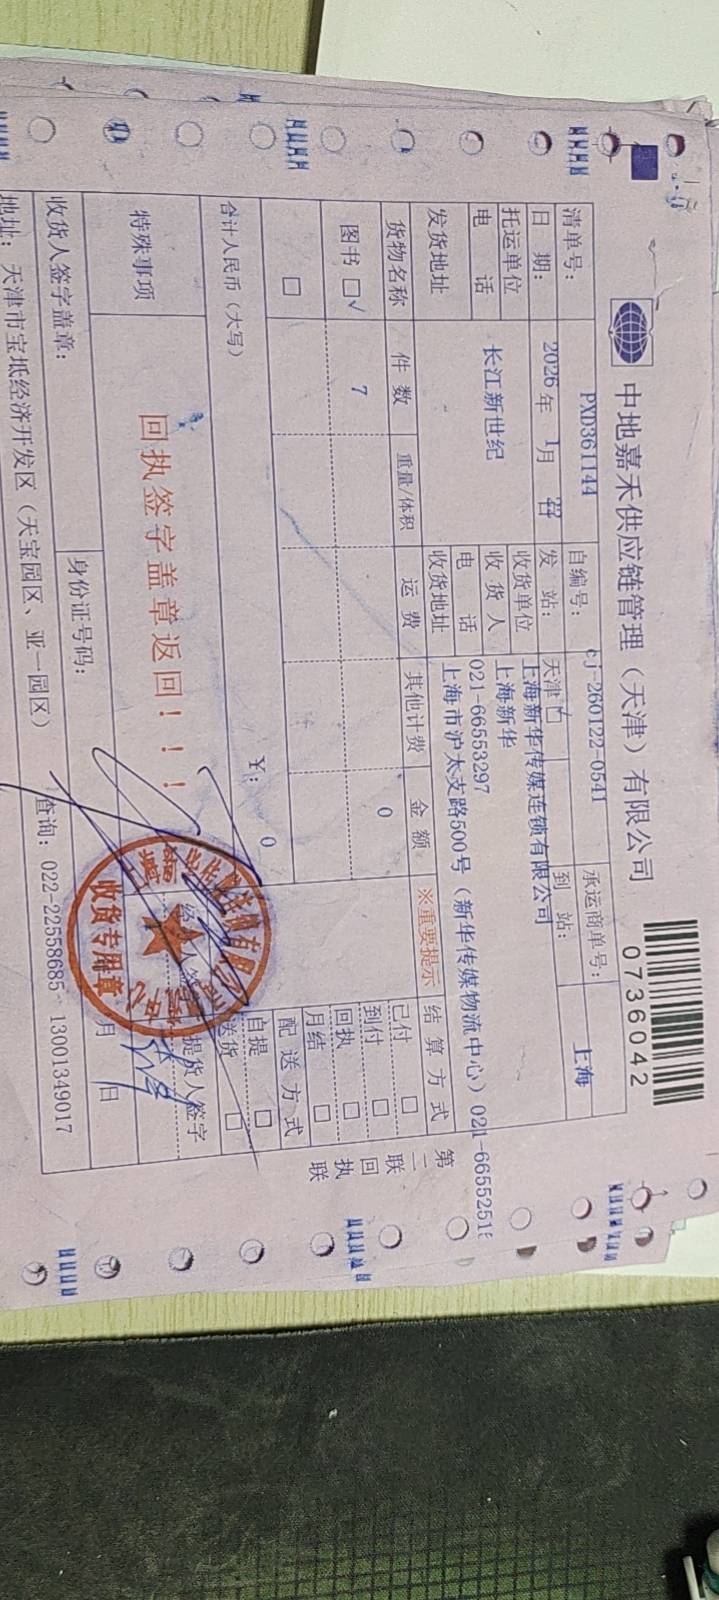 中地嘉禾供应链管理（天津）有限公司
0736042
清单号： PXD361144 自编号： cj-260122-0541 承运商单号：
日 期： 2026 年 1月 发 站： 天津 到 站： 上海
托运单位 长江新世纪 收货单位 上海新华传媒连锁有限公司
收 货 人 上海新华
电 话 电 话 021-66553297
发货地址 收货地址 上海市沪太支路500号（新华传媒物流中心）021-6655251
货物名称 件 数 重量/体积 运 费 其他计费 金 额 ※重要提示 结 算 方 式
图书 ☐✓ 7 0
☐
已付 ☐
到付 ☐
回执 ☐
月结 ☐
配 送 方 式
自提 ☐
送货 ☐
合计人民币（大写） ￥： 0
特殊事项 回执签字盖章返回！！！
提货人签字
收货人签字盖章： 身份证号码： 月 日
收货专用章
地址：天津市宝坻经济开发区（天宝园区、亚一园区） 查询：022-22558685 13001349017
第二联 回执联